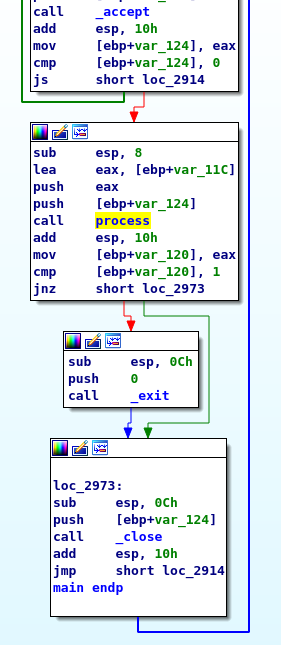 call    _accept
add     esp, 10h
mov     [ebp+var_124], eax
cmp     [ebp+var_124], 0
js      short loc_2914
sub     esp, 8
lea     eax, [ebp+var_11C]
push    eax
push    [ebp+var_124]
call    process
add     esp, 10h
mov     [ebp+var_120], eax
cmp     [ebp+var_120], 1
jnz     short loc_2973
sub     esp, 0Ch
push    0
call    _exit
loc_2973:
sub     esp, 0Ch
push    [ebp+var_124]
call    _close
add     esp, 10h
jmp     short loc_2914
main endp